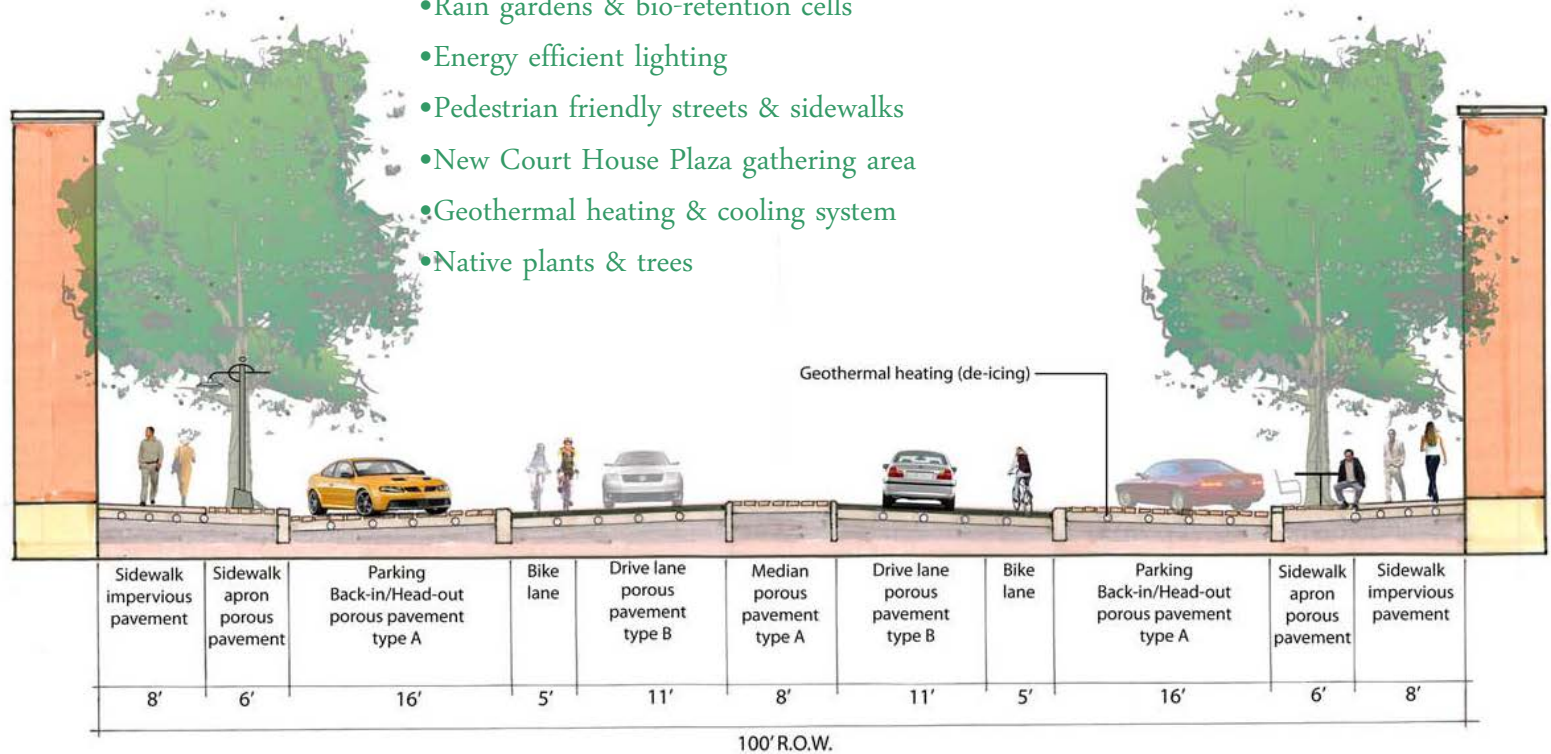 •Rain gardens & bio-retention cells
•Energy efficient lighting
•Pedestrian friendly streets & sidewalks
•New Court House Plaza gathering area
•Geothermal heating & cooling system
•Native plants & trees
Geothermal heating (de-icing)
Sidewalk
impervious
pavement
Sidewalk
apron
porous
pavement
Parking
Back-in/Head-out
porous pavement
type A
Bike
lane
Drive lane
porous
pavement
type B
Median
porous
pavement
type A
Drive lane
porous
pavement
type B
Bike
lane
Parking
Back-in/Head-out
porous pavement
type A
Sidewalk
apron
porous
pavement
Sidewalk
impervious
pavement
8′ 6′ 16′ 5′ 11′ 8′ 11′ 5′ 16′ 6′ 8′
100′ R.O.W.